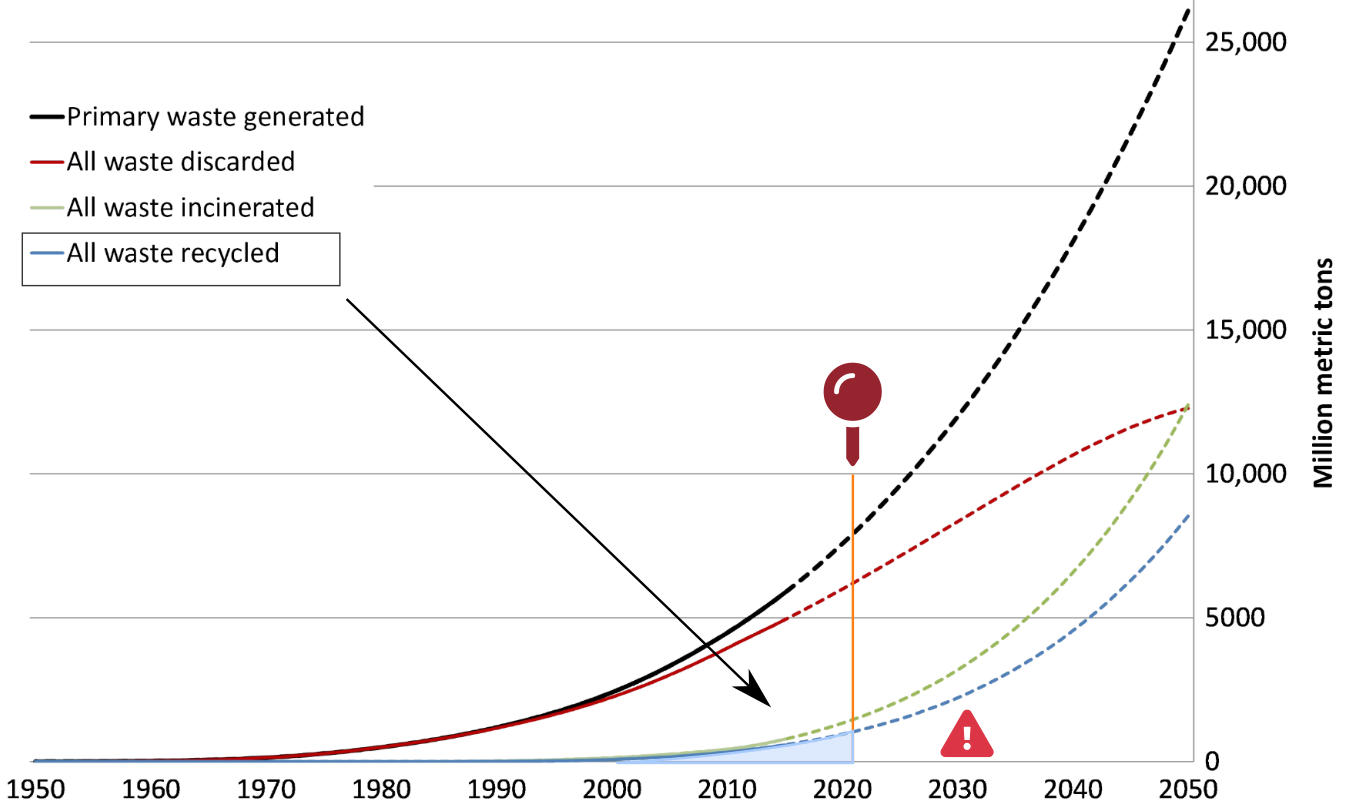 25,000
Primary waste generated
All waste discarded
20,000
All waste incinerated
All waste recycled
15,000
Million metric tons
10,000
5000
0
1950 1960 1970 1980 1990 2000 2010 2020 2030 2040 2050